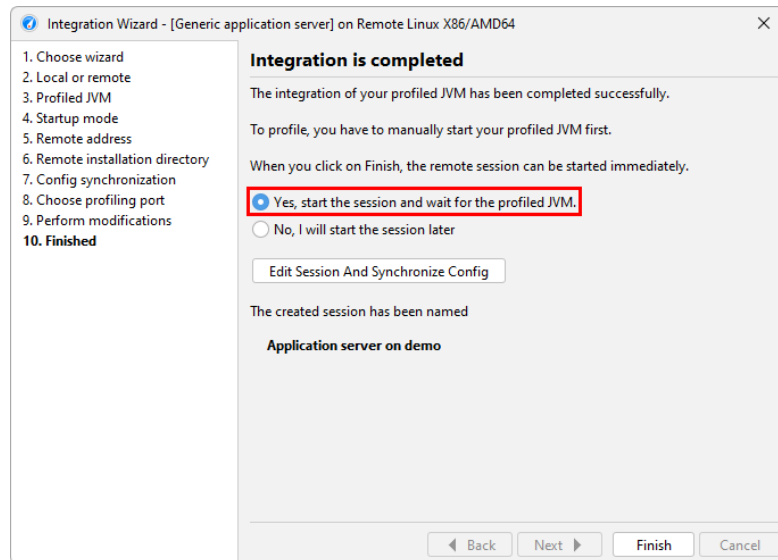 Integration Wizard - [Generic application server] on Remote Linux X86/AMD64
1. Choose wizard
2. Local or remote
3. Profiled JVM
4. Startup mode
5. Remote address
6. Remote installation directory
7. Config synchronization
8. Choose profiling port
9. Perform modifications
10. Finished
Integration is completed
The integration of your profiled JVM has been completed successfully.
To profile, you have to manually start your profiled JVM first.
When you click on Finish, the remote session can be started immediately.
Yes, start the session and wait for the profiled JVM.
No, I will start the session later
Edit Session And Synchronize Config
The created session has been named
Application server on demo
Back Next Finish Cancel